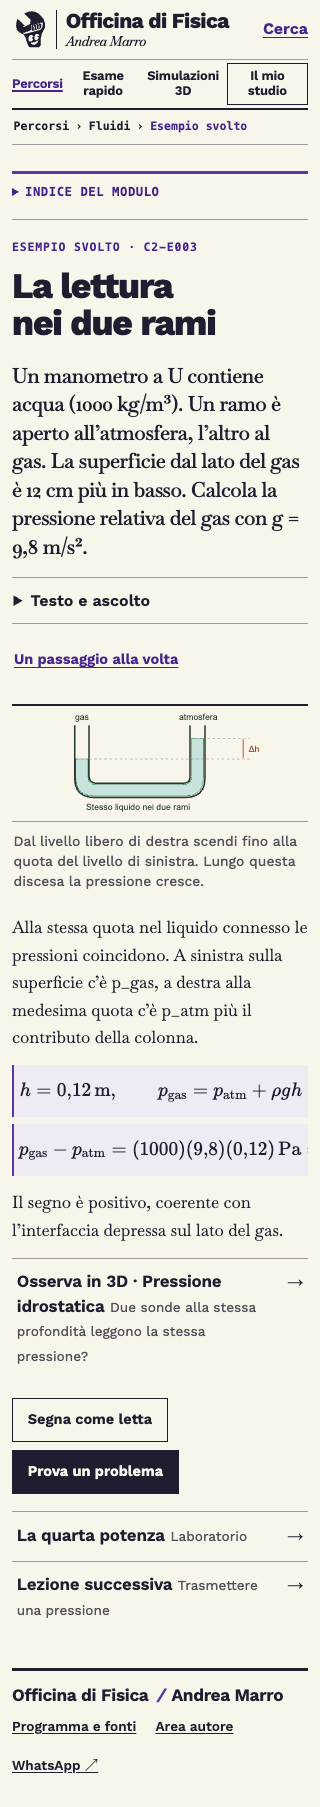 Officina di Fisica
Andrea Marro
Cerca
Percorsi
Esame rapido
Simulazioni 3D
Il mio studio
Percorsi › Fluidi › Esempio svolto
▶ INDICE DEL MODULO
ESEMPIO SVOLTO · C2–E003
La lettura
nei due rami
Un manometro a U contiene
acqua (1000 kg/m³). Un ramo è
aperto all’atmosfera, l’altro al
gas. La superficie dal lato del gas
è 12 cm più in basso. Calcola la
pressione relativa del gas con g =
9,8 m/s².
▶ Testo e ascolto
Un passaggio alla volta
gas
atmosfera
Δh
Stesso liquido nei due rami
Dal livello libero di destra scendi fino alla
quota del livello di sinistra. Lungo questa
discesa la pressione cresce.
Alla stessa quota nel liquido connesso le
pressioni coincidono. A sinistra sulla
superficie c’è p_gas, a destra alla
medesima quota c’è p_atm più il
contributo della colonna.
h = 0,12 m, p_gas = p_atm + ρgh
p_gas − p_atm = (1000)(9,8)(0,12) Pa
Il segno è positivo, coerente con
l’interfaccia depressa sul lato del gas.
Osserva in 3D · Pressione
idrostatica Due sonde alla stessa
profondità leggono la stessa
pressione?
→
Segna come letta
Prova un problema
La quarta potenza Laboratorio →
Lezione successiva Trasmettere
una pressione
→
Officina di Fisica / Andrea Marro
Programma e fonti Area autore
WhatsApp ↗